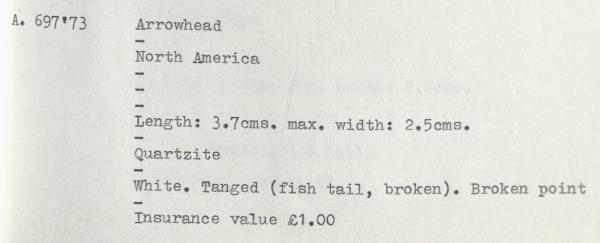 A. 697'73 Arrowhead
–
North America
–
–
–
Length: 3.7cms. max. width: 2.5cms.
–
Quartzite
–
White. Tanged (fish tail, broken). Broken point
–
Insurance value £1.00